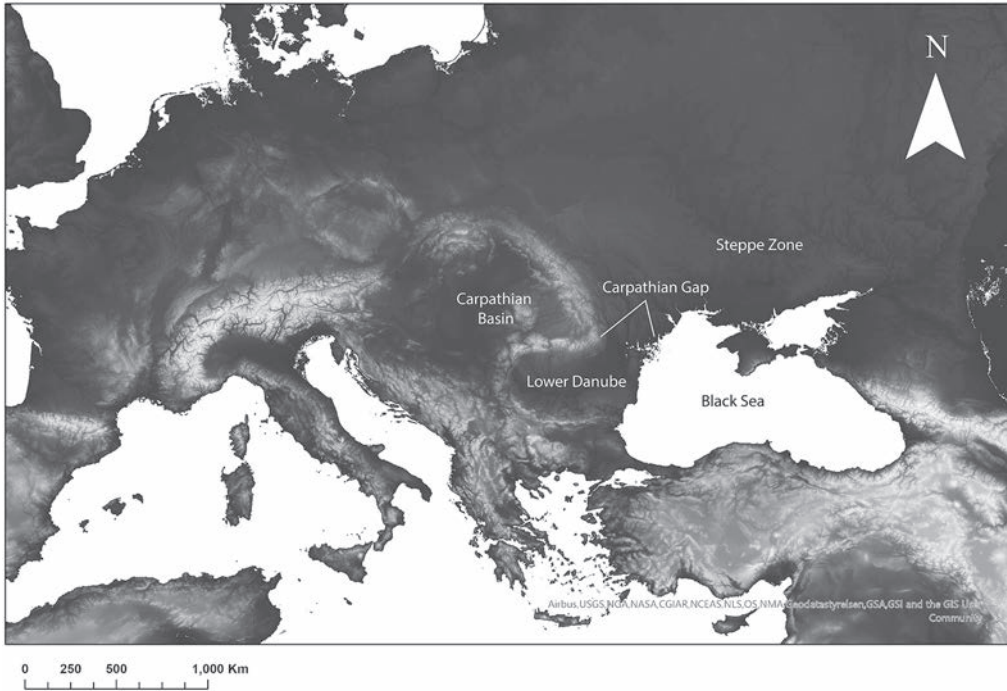 N
Steppe Zone
Carpathian Gap
Carpathian
Basin
Lower Danube
Black Sea
Airbus,USGS,NGA,NASA,CGIAR,NCEAS,NLS,OS,NMA,Geodatastyrelsen,GSA,GSI and the GIS User
Community
0 250 500 1,000 Km